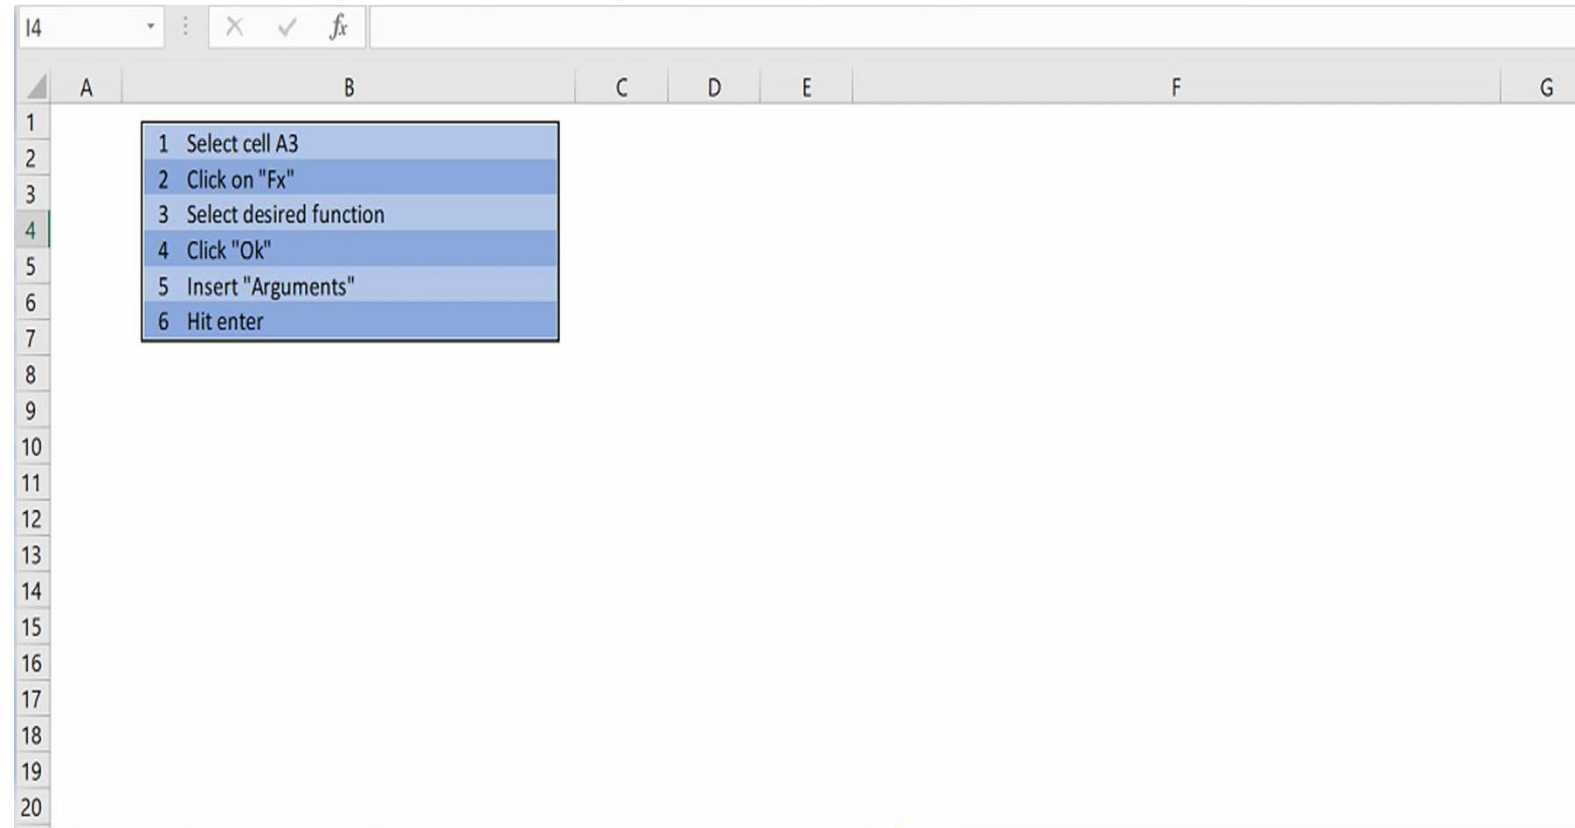 I4 fx
A B C D E F G
1
2
3
4
5
6
7
8
9
10
11
12
13
14
15
16
17
18
19
20
1 Select cell A3
2 Click on "Fx"
3 Select desired function
4 Click "Ok"
5 Insert "Arguments"
6 Hit enter